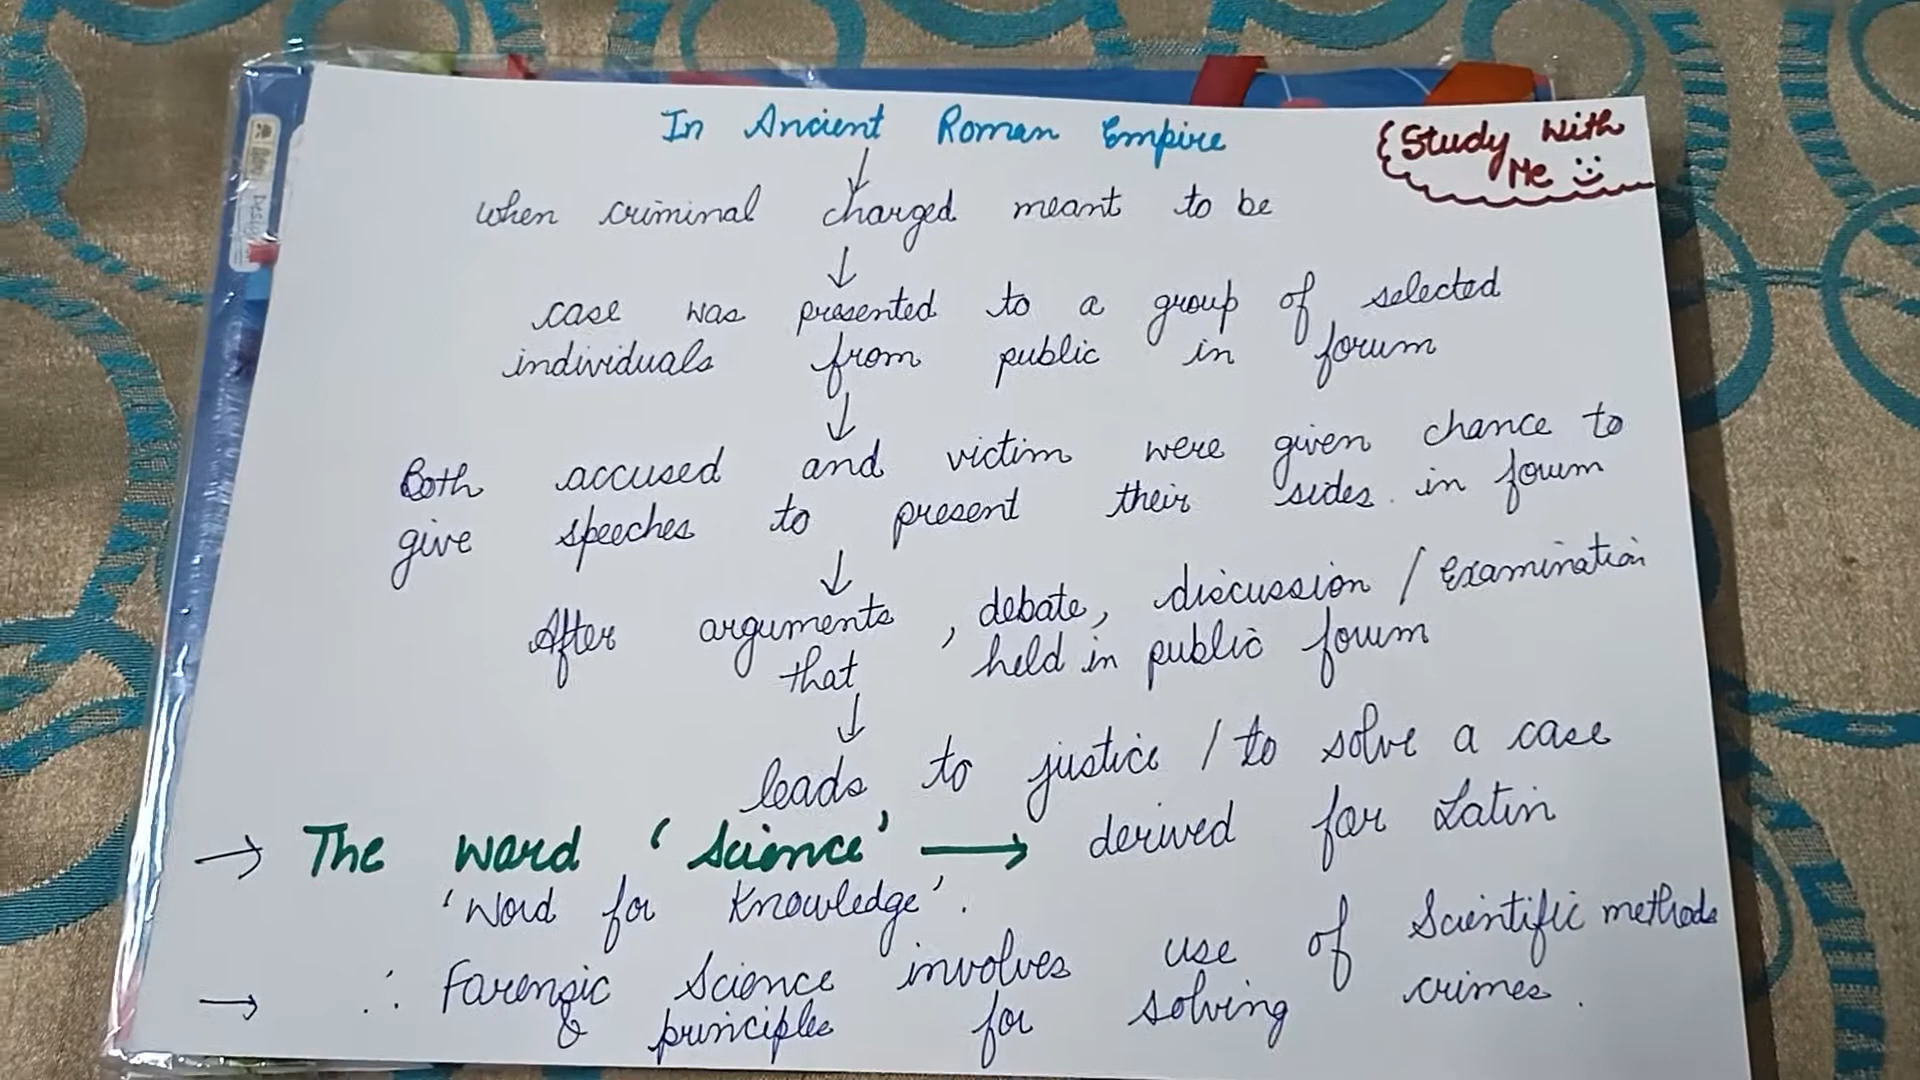 In Ancient Roman Empire
{Study With
Me
↓
when criminal charged meant to be
↓
case was presented to a group of selected
individuals from public in forum
↓
Both accused and victim were given chance to
give speeches to present their sides in forum
↓
After arguments, debate, discussion / Examination
that held in public forum
↓
leads to justice / to solve a case
→ The word 'Science' → derived for Latin
'Word for Knowledge'.
→ ∴ Forensic Science involves use of Scientific methods
& principles for solving crimes.